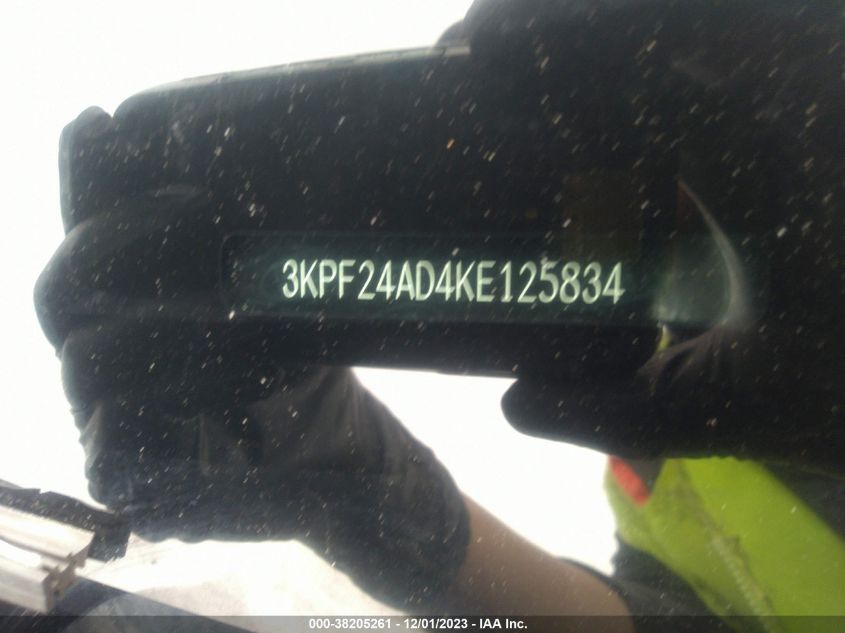 3KPF24AD4KE125834
000-38205261 - 12/01/2023 - IAA Inc.